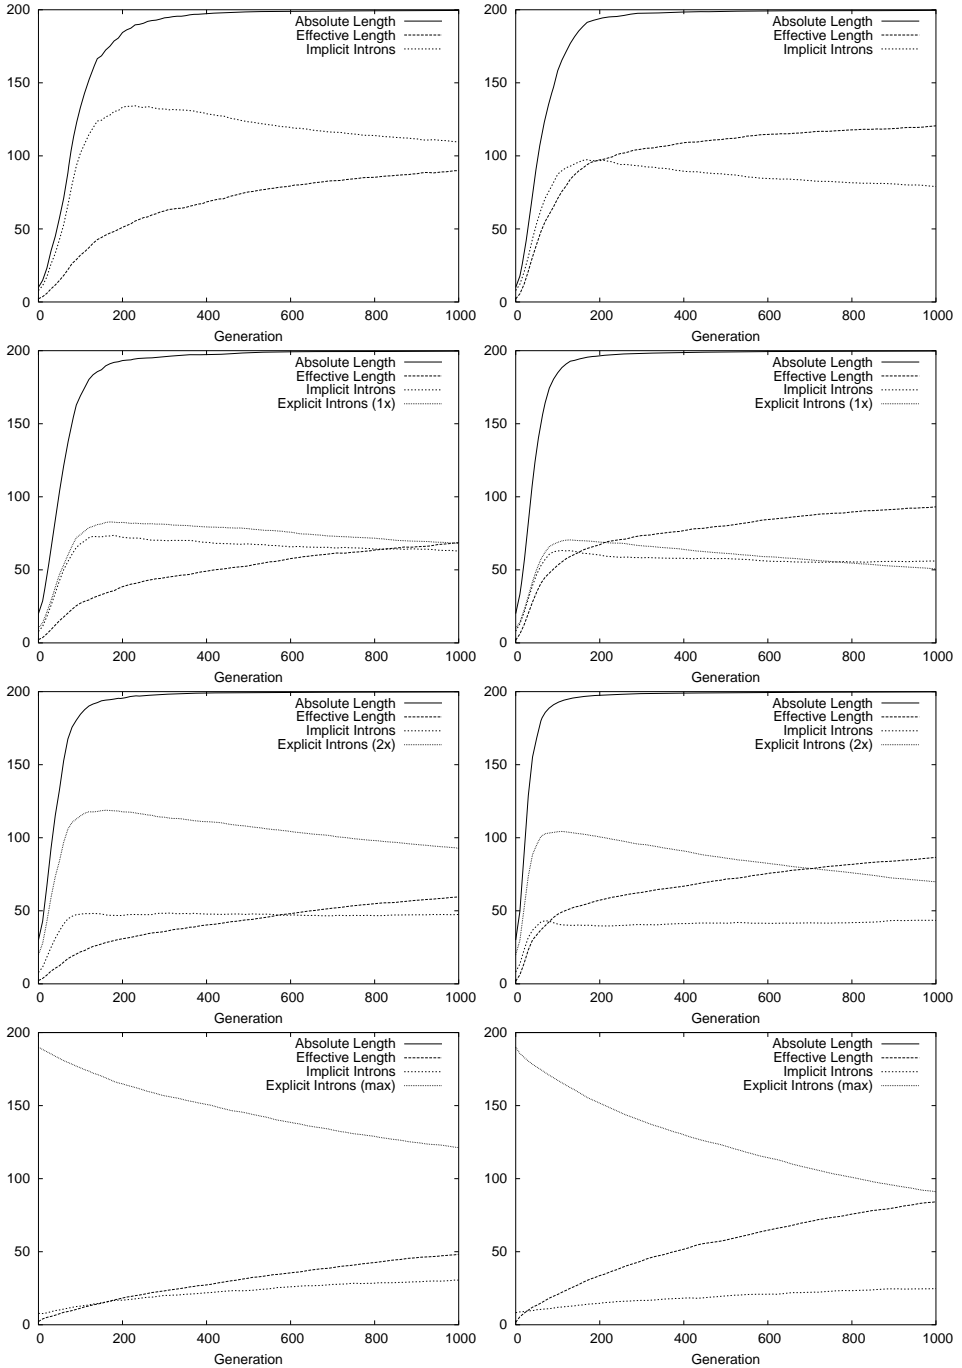 200
Absolute Length
Effective Length
Implicit Introns
150
100
50
0
0 200 400 600 800 1000
Generation
200
Absolute Length
Effective Length
Implicit Introns
150
100
50
0
0 200 400 600 800 1000
Generation
200
Absolute Length
Effective Length
Implicit Introns
Explicit Introns (1x)
150
100
50
0
0 200 400 600 800 1000
Generation
200
Absolute Length
Effective Length
Implicit Introns
Explicit Introns (1x)
150
100
50
0
0 200 400 600 800 1000
Generation
200
Absolute Length
Effective Length
Implicit Introns
Explicit Introns (2x)
150
100
50
0
0 200 400 600 800 1000
Generation
200
Absolute Length
Effective Length
Implicit Introns
Explicit Introns (2x)
150
100
50
0
0 200 400 600 800 1000
Generation
200
Absolute Length
Effective Length
Implicit Introns
Explicit Introns (max)
150
100
50
0
0 200 400 600 800 1000
Generation
200
Absolute Length
Effective Length
Implicit Introns
Explicit Introns (max)
150
100
50
0
0 200 400 600 800 1000
Generation